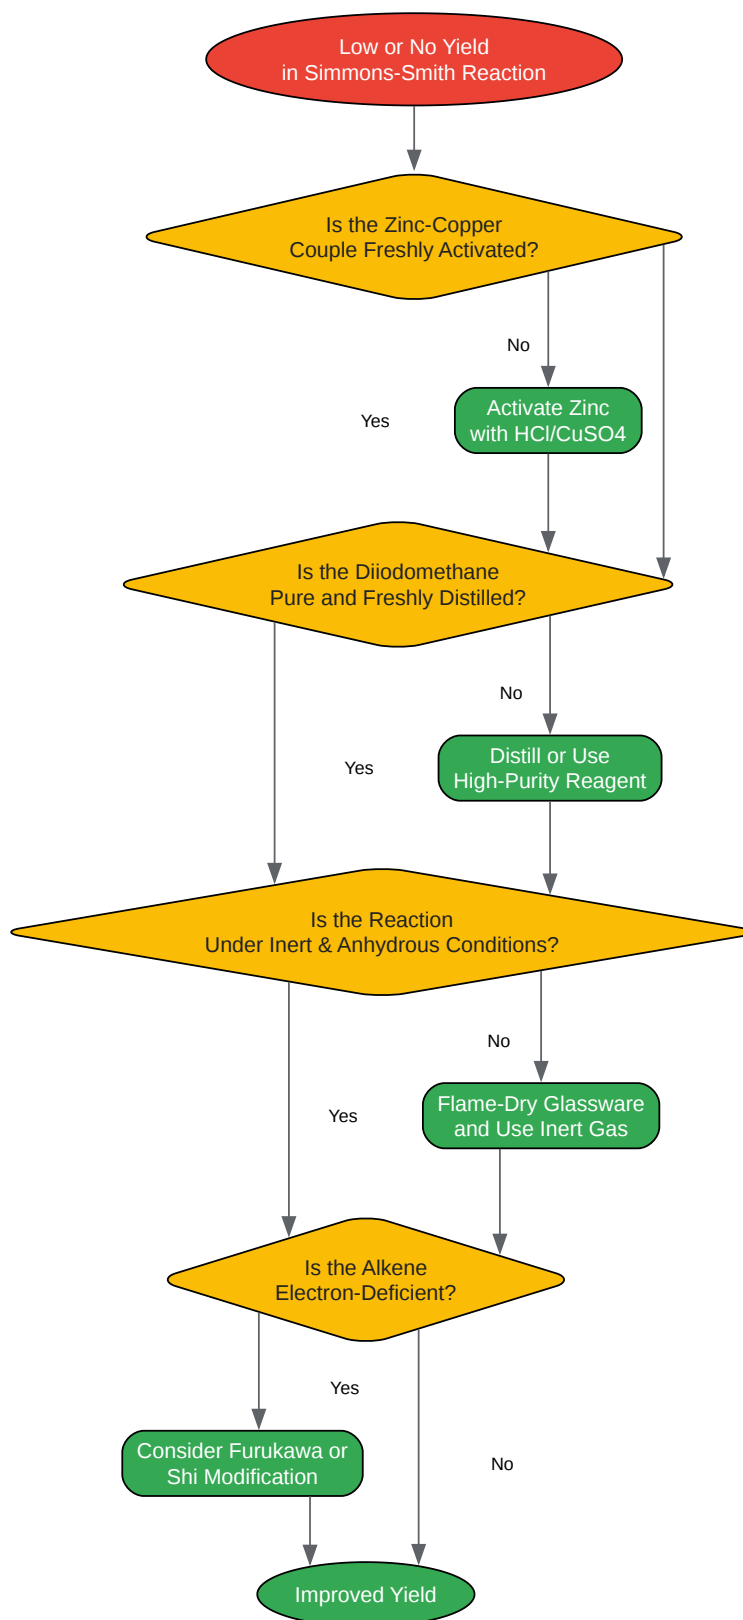 Low or No Yield
in Simmons-Smith Reaction
Is the Zinc-Copper
Couple Freshly Activated?
No
Activate Zinc
with HCl/CuSO4
Yes
Is the Diiodomethane
Pure and Freshly Distilled?
No
Distill or Use
High-Purity Reagent
Yes
Is the Reaction
Under Inert & Anhydrous Conditions?
No
Flame-Dry Glassware
and Use Inert Gas
Yes
Is the Alkene
Electron-Deficient?
Yes
Consider Furukawa or
Shi Modification
No
Improved Yield